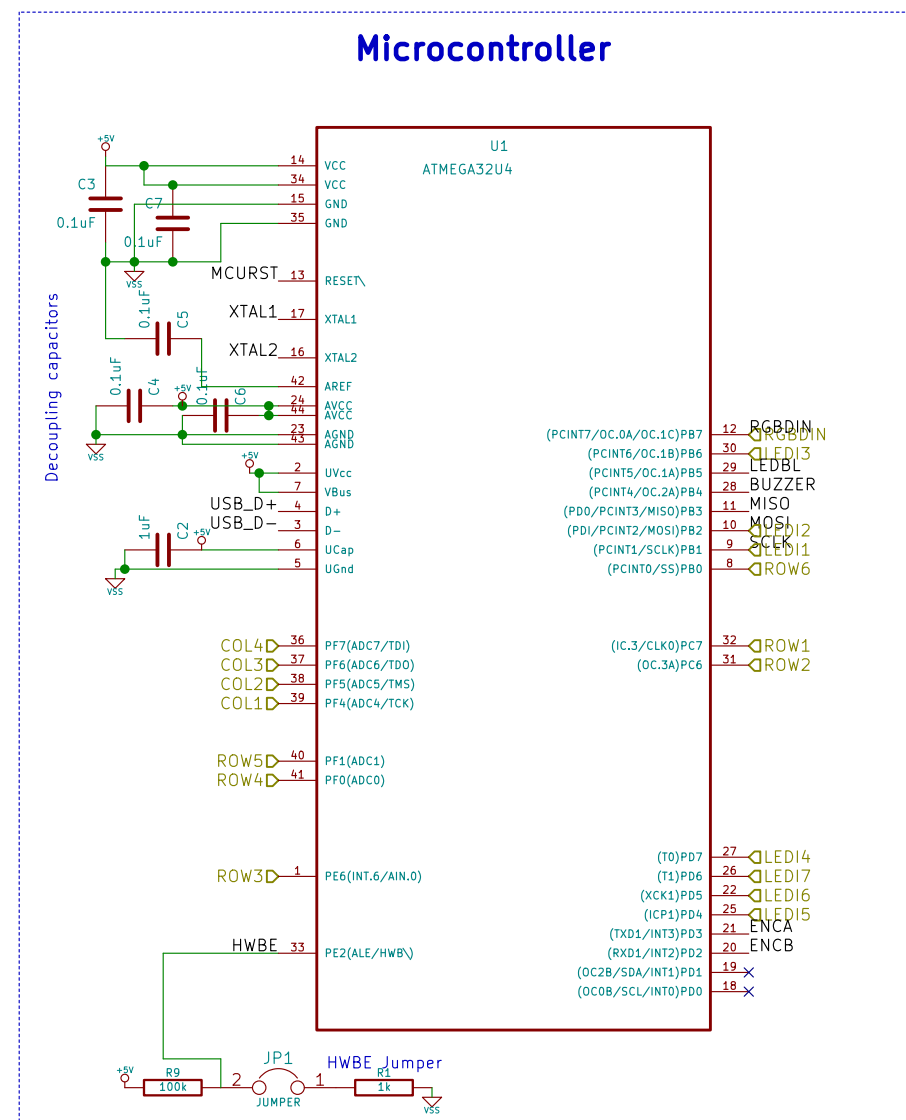 Microcontroller
U1
ATMEGA32U4
+5V
C3
0.1uF
C7
0.1uF
VSS
14 VCC
34 VCC
15 GND
35 GND
MCURST 13 RESET\
XTAL1 17 XTAL1
XTAL2 16 XTAL2
Decoupling capacitors
0.1uF
C5
42 AREF
0.1uF
C4
+5V
0.1uF
C6
24 AVCC
44 AVCC
23 AGND
43 AGND
VSS
+5V
2 UVcc
7 VBus
USB_D+ 4 D+
USB_D- 3 D-
1uF
C2
+5V
6 UCap
5 UGnd
VSS
COL4 36 PF7(ADC7/TDI)
COL3 37 PF6(ADC6/TDO)
COL2 38 PF5(ADC5/TMS)
COL1 39 PF4(ADC4/TCK)
ROW5 40 PF1(ADC1)
ROW4 41 PF0(ADC0)
ROW3 1 PE6(INT.6/AIN.0)
HWBE 33 PE2(ALE/HWB\)
(PCINT7/OC.0A/OC.1C)PB7 12 RGBDIN RGBDIN
(PCINT6/OC.1B)PB6 30 LEDI3
(PCINT5/OC.1A)PB5 29 LEDBL
(PCINT4/OC.2A)PB4 28 BUZZER
(PD0/PCINT3/MISO)PB3 11 MISO
(PDI/PCINT2/MOSI)PB2 10 MOSI LEDI2
(PCINT1/SCLK)PB1 9 SCLK LEDI1
(PCINT0/SS)PB0 8 ROW6
(IC.3/CLK0)PC7 32 ROW1
(OC.3A)PC6 31 ROW2
(T0)PD7 27 LEDI4
(T1)PD6 26 LEDI7
(XCK1)PD5 22 LEDI6
(ICP1)PD4 25 LEDI5
(TXD1/INT3)PD3 21 ENCA
(RXD1/INT2)PD2 20 ENCB
(OC2B/SDA/INT1)PD1 19
(OC0B/SCL/INT0)PD0 18
+5V
R9
100k
2
JP1
JUMPER
1
HWBE Jumper
R1
1k
VSS